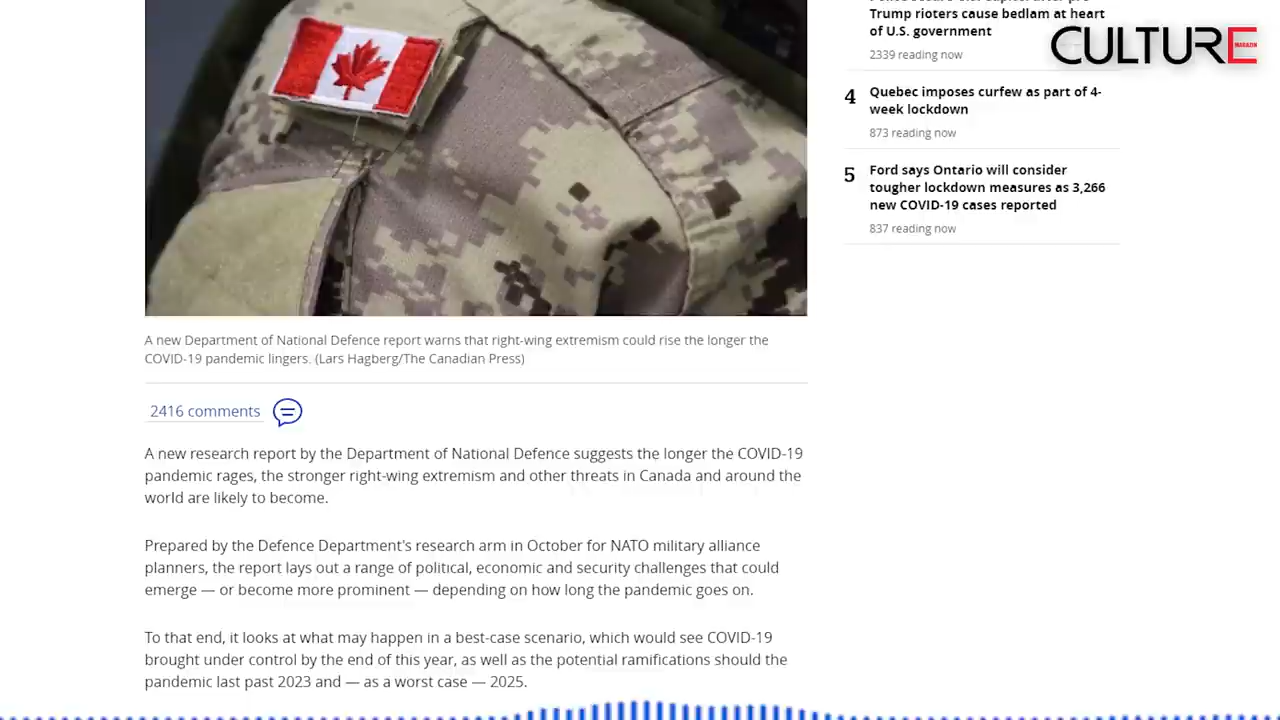 Trump rioters cause bedlam at heart
of U.S. government
2339 reading now
CULTURE
MAGAZIN
4
Quebec imposes curfew as part of 4-
week lockdown
873 reading now
5
Ford says Ontario will consider
tougher lockdown measures as 3,266
new COVID-19 cases reported
837 reading now
A new Department of National Defence report warns that right-wing extremism could rise the longer the
COVID-19 pandemic lingers. (Lars Hagberg/The Canadian Press)
2416 comments
A new research report by the Department of National Defence suggests the longer the COVID-19
pandemic rages, the stronger right-wing extremism and other threats in Canada and around the
world are likely to become.
Prepared by the Defence Department's research arm in October for NATO military alliance
planners, the report lays out a range of political, economic and security challenges that could
emerge — or become more prominent — depending on how long the pandemic goes on.
To that end, it looks at what may happen in a best-case scenario, which would see COVID-19
brought under control by the end of this year, as well as the potential ramifications should the
pandemic last past 2023 and — as a worst case — 2025.